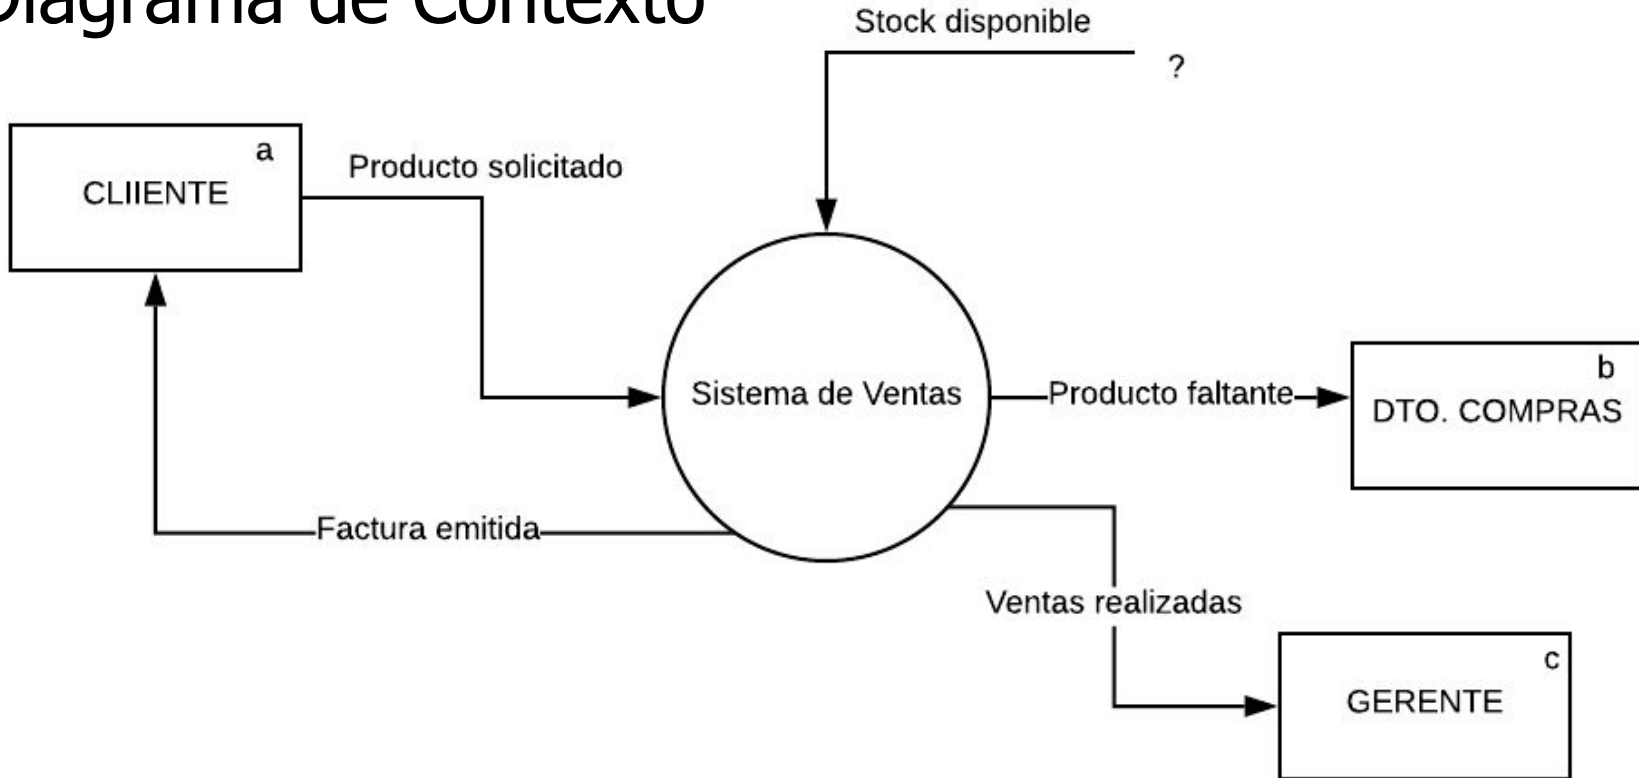 Diagrama de Contexto
Stock disponible
?
a
CLIIENTE
Producto solicitado
Sistema de Ventas
Producto faltante
b
DTO. COMPRAS
Factura emitida
Ventas realizadas
c
GERENTE